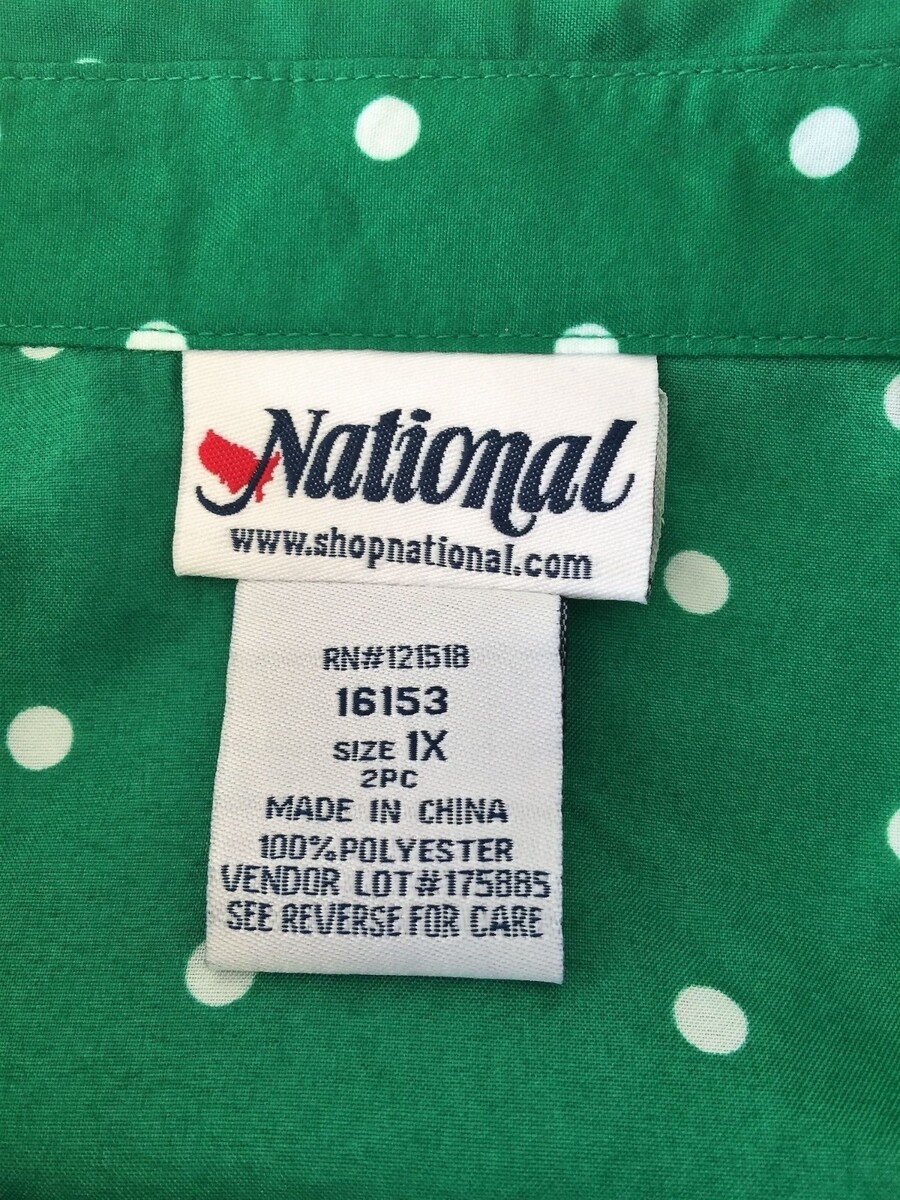 National
www.shopnational.com
RN#121518
16153
SIZE 1X
2PC
MADE IN CHINA
100%POLYESTER
VENDOR LOT#175885
SEE REVERSE FOR CARE